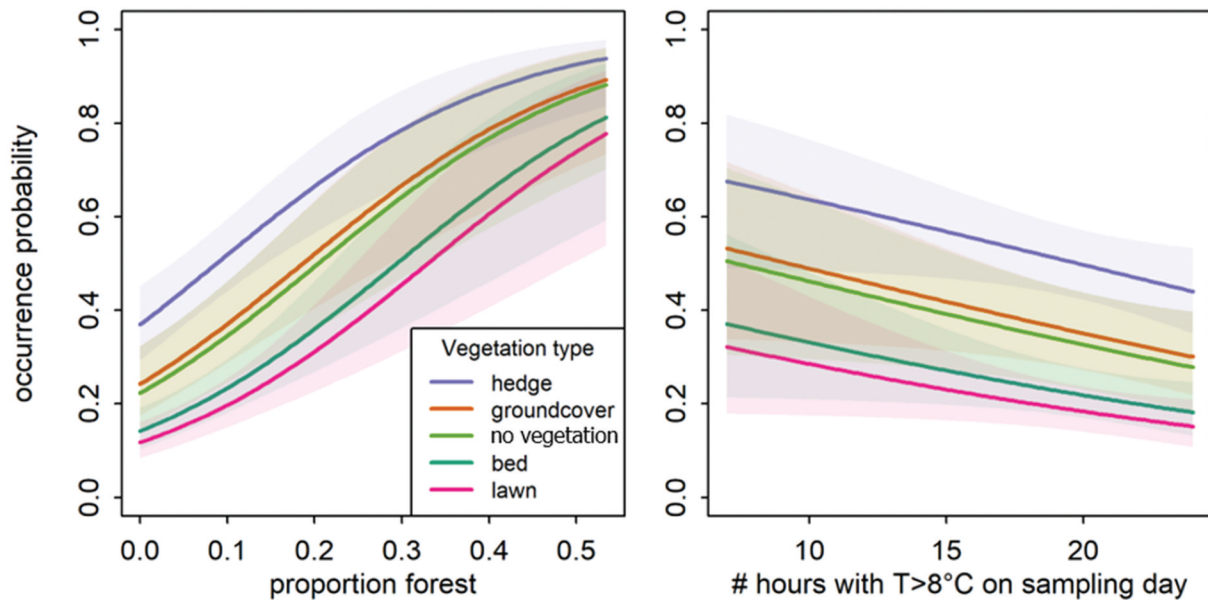 occurrence probability
1.0
0.8
0.6
0.4
0.2
0.0
Vegetation type
hedge
groundcover
no vegetation
bed
lawn
0.0 0.1 0.2 0.3 0.4 0.5
proportion forest
1.0
0.8
0.6
0.4
0.2
0.0
10 15 20
# hours with T>8°C on sampling day